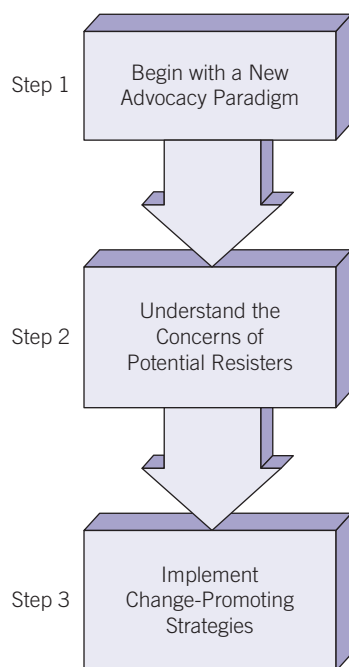 Step 1
Begin with a New
Advocacy Paradigm
Step 2
Understand the
Concerns of
Potential Resisters
Step 3
Implement
Change-Promoting
Strategies